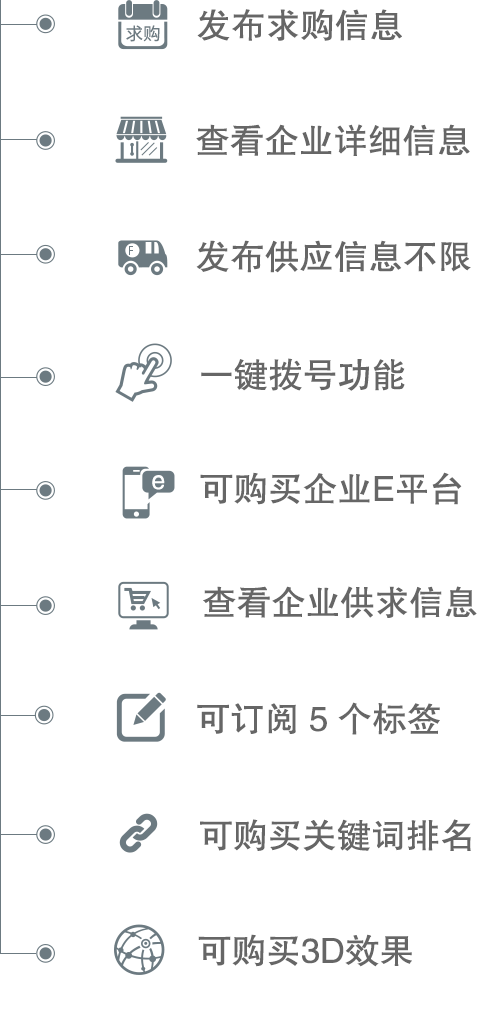 求购
发布求购信息
查看企业详细信息
F
发布供应信息不限
一键拨号功能
e
可购买企业E平台
查看企业供求信息
可订阅 5 个标签
可购买关键词排名
可购买3D效果